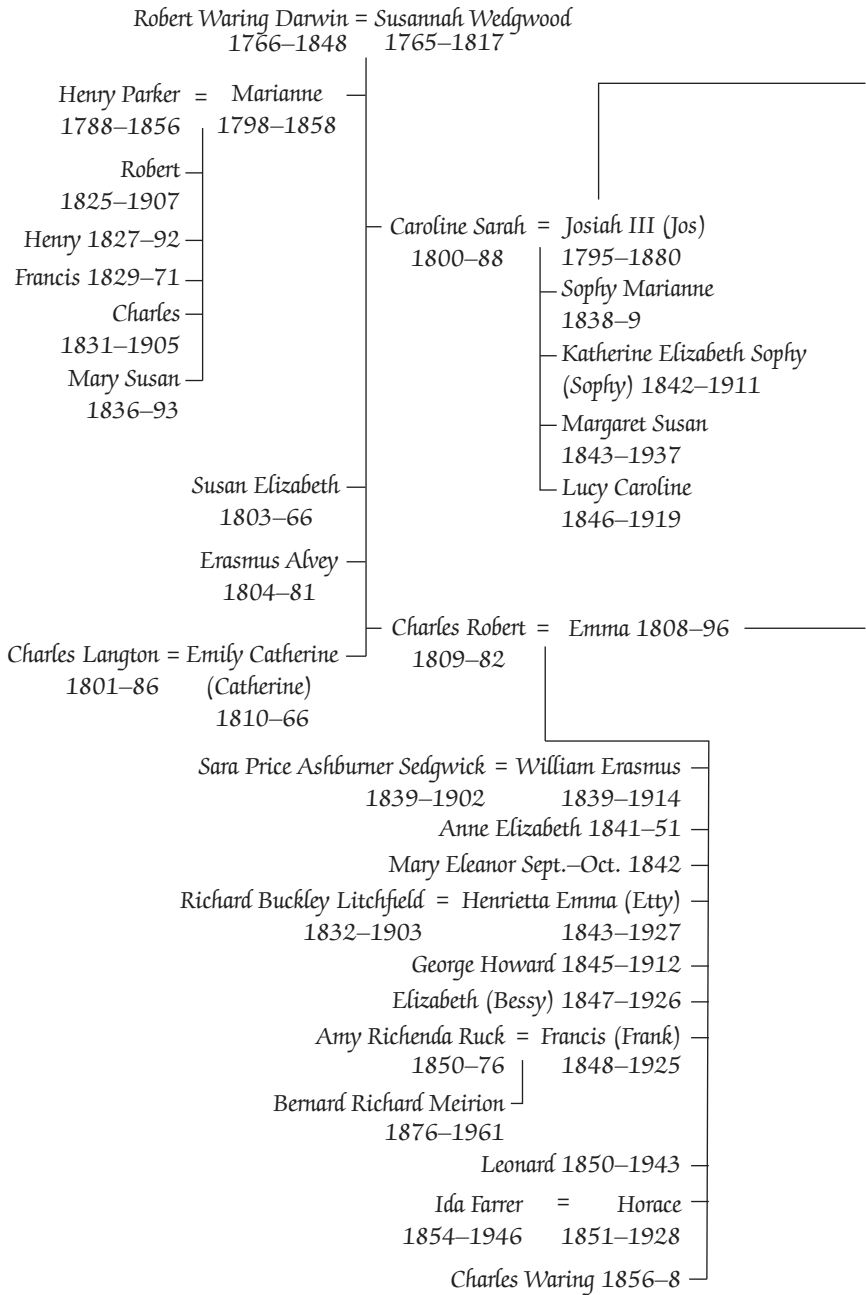 Robert Waring Darwin = Susannah Wedgwood
1766–1848 1765–1817
Henry Parker = Marianne
1788–1856 1798–1858
Robert
1825–1907
Henry 1827–92
Francis 1829–71
Charles
1831–1905
Mary Susan
1836–93
Caroline Sarah = Josiah III (Jos)
1800–88 1795–1880
Sophy Marianne
1838–9
Katherine Elizabeth Sophy
(Sophy) 1842–1911
Margaret Susan
1843–1937
Lucy Caroline
1846–1919
Susan Elizabeth
1803–66
Erasmus Alvey
1804–81
Charles Robert = Emma 1808–96
1809–82
Charles Langton = Emily Catherine
1801–86 (Catherine)
1810–66
Sara Price Ashburner Sedgwick = William Erasmus
1839–1902 1839–1914
Anne Elizabeth 1841–51
Mary Eleanor Sept.–Oct. 1842
Richard Buckley Litchfield = Henrietta Emma (Etty)
1832–1903 1843–1927
George Howard 1845–1912
Elizabeth (Bessy) 1847–1926
Amy Richenda Ruck = Francis (Frank)
1850–76 1848–1925
Bernard Richard Meirion
1876–1961
Leonard 1850–1943
Ida Farrer = Horace
1854–1946 1851–1928
Charles Waring 1856–8